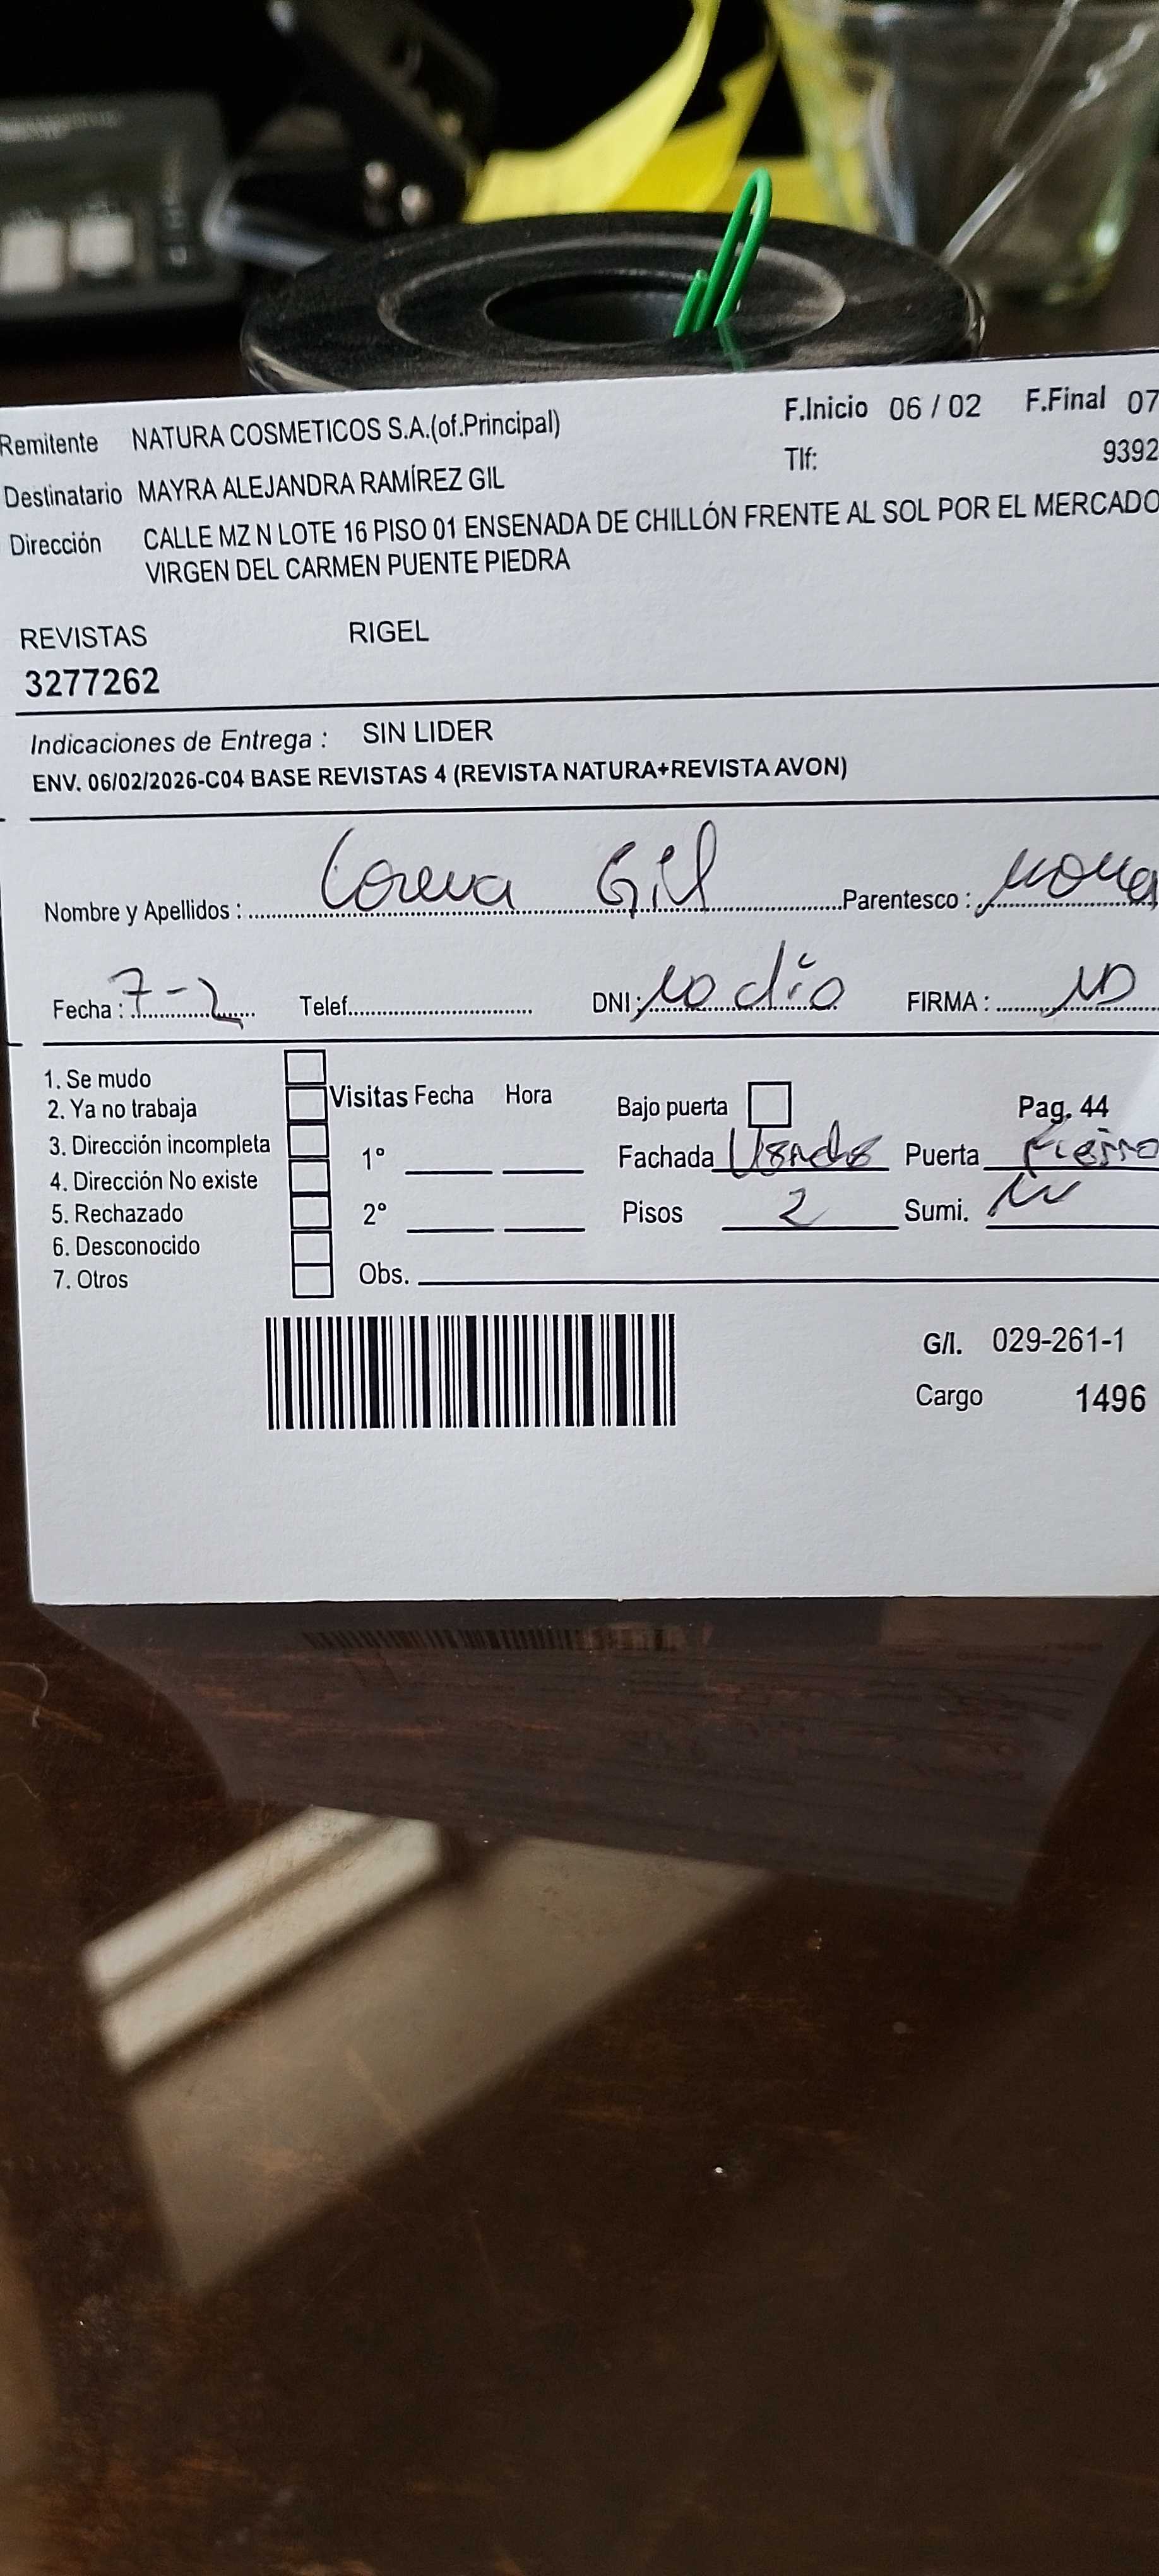 Remitente NATURA COSMETICOS S.A.(of.Principal) F.Inicio 06 / 02 F.Final 07
Tlf: 9392
Destinatario MAYRA ALEJANDRA RAMÍREZ GIL
Dirección CALLE MZ N LOTE 16 PISO 01 ENSENADA DE CHILLÓN FRENTE AL SOL POR EL MERCADO
VIRGEN DEL CARMEN PUENTE PIEDRA
REVISTAS RIGEL
3277262
Indicaciones de Entrega : SIN LIDER
ENV. 06/02/2026-C04 BASE REVISTAS 4 (REVISTA NATURA+REVISTA AVON)
Nombre y Apellidos : Lorena Gil Parentesco :
Fecha : 7-2 Telef. DNI: no dío FIRMA : ND
1. Se mudo
2. Ya no trabaja
3. Dirección incompleta
4. Dirección No existe
5. Rechazado
6. Desconocido
7. Otros
Visitas Fecha Hora
1°
2°
Obs.
Bajo puerta Pag. 44
Fachada Puerta Fierro
Pisos 2 Sumi.
G/l. 029-261-1
Cargo 1496